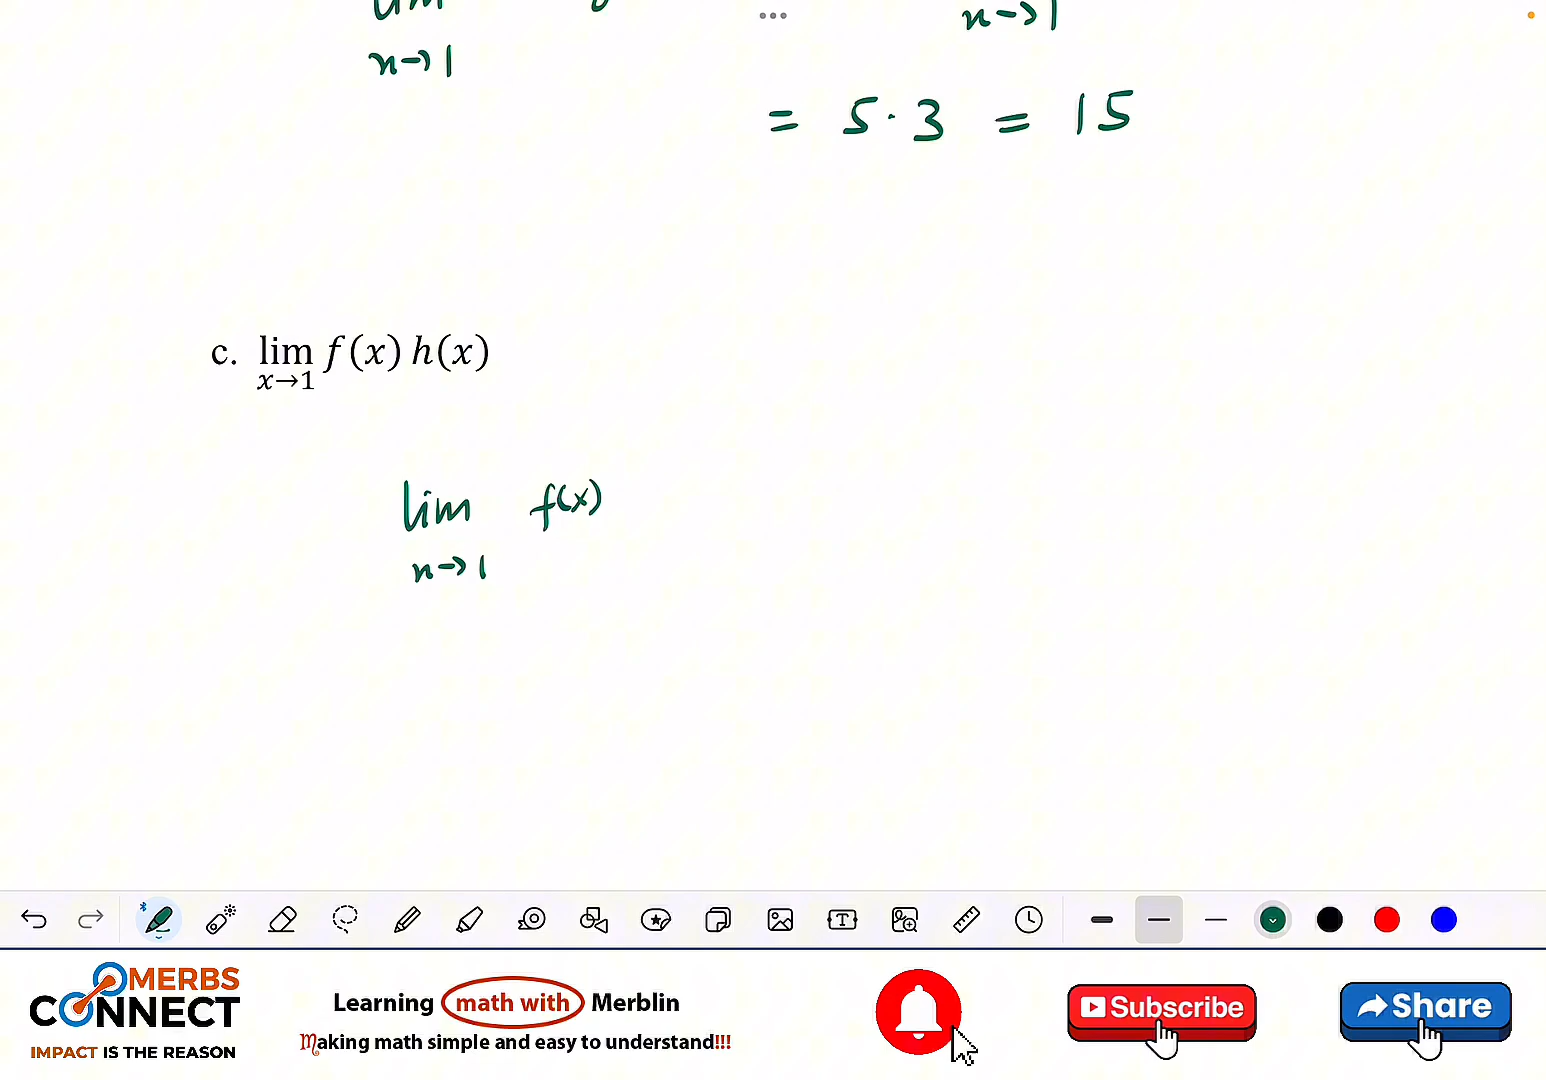 lim
x→1
x→1
= 5·3 = 15
c. lim f(x) h(x)
x→1
lim f(x)
x→1
MERBS
CONNECT
IMPACT IS THE REASON
Learning math with Merblin
Making math simple and easy to understand!!!
Subscribe
Share